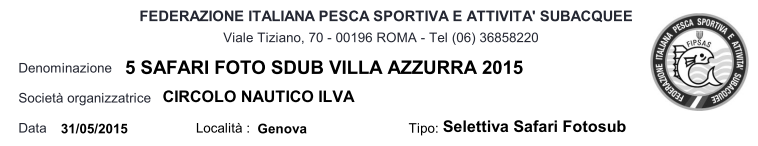 FEDERAZIONE ITALIANA PESCA SPORTIVA E ATTIVITA' SUBACQUEE
Viale Tiziano, 70 - 00196 ROMA - Tel (06) 36858220
Denominazione 5 SAFARI FOTO SDUB VILLA AZZURRA 2015
Società organizzatrice CIRCOLO NAUTICO ILVA
Data 31/05/2015 Località : Genova Tipo: Selettiva Safari Fotosub
FEDERAZIONE ITALIANA PESCA SPORTIVA E ATTIVITÀ SUBACQUEE
FIPSAS